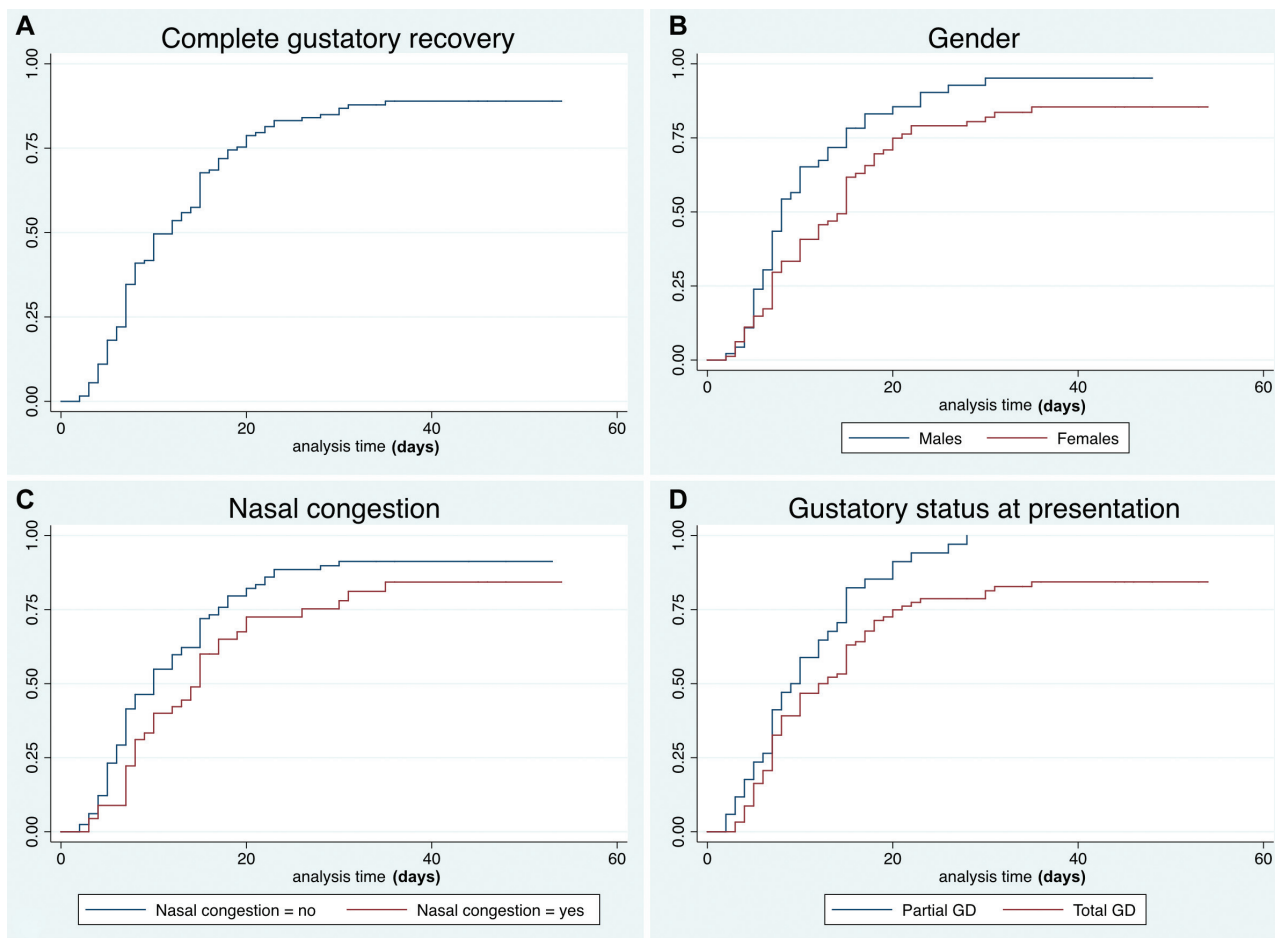 A
Complete gustatory recovery
1.00
0.75
0.50
0.25
0.00
0 20 40 60
analysis time (days)
B
Gender
1.00
0.75
0.50
0.25
0.00
0 20 40 60
analysis time (days)
Males Females
C
Nasal congestion
1.00
0.75
0.50
0.25
0.00
0 20 40 60
analysis time (days)
Nasal congestion = no Nasal congestion = yes
D
Gustatory status at presentation
1.00
0.75
0.50
0.25
0.00
0 20 40 60
analysis time (days)
Partial GD Total GD